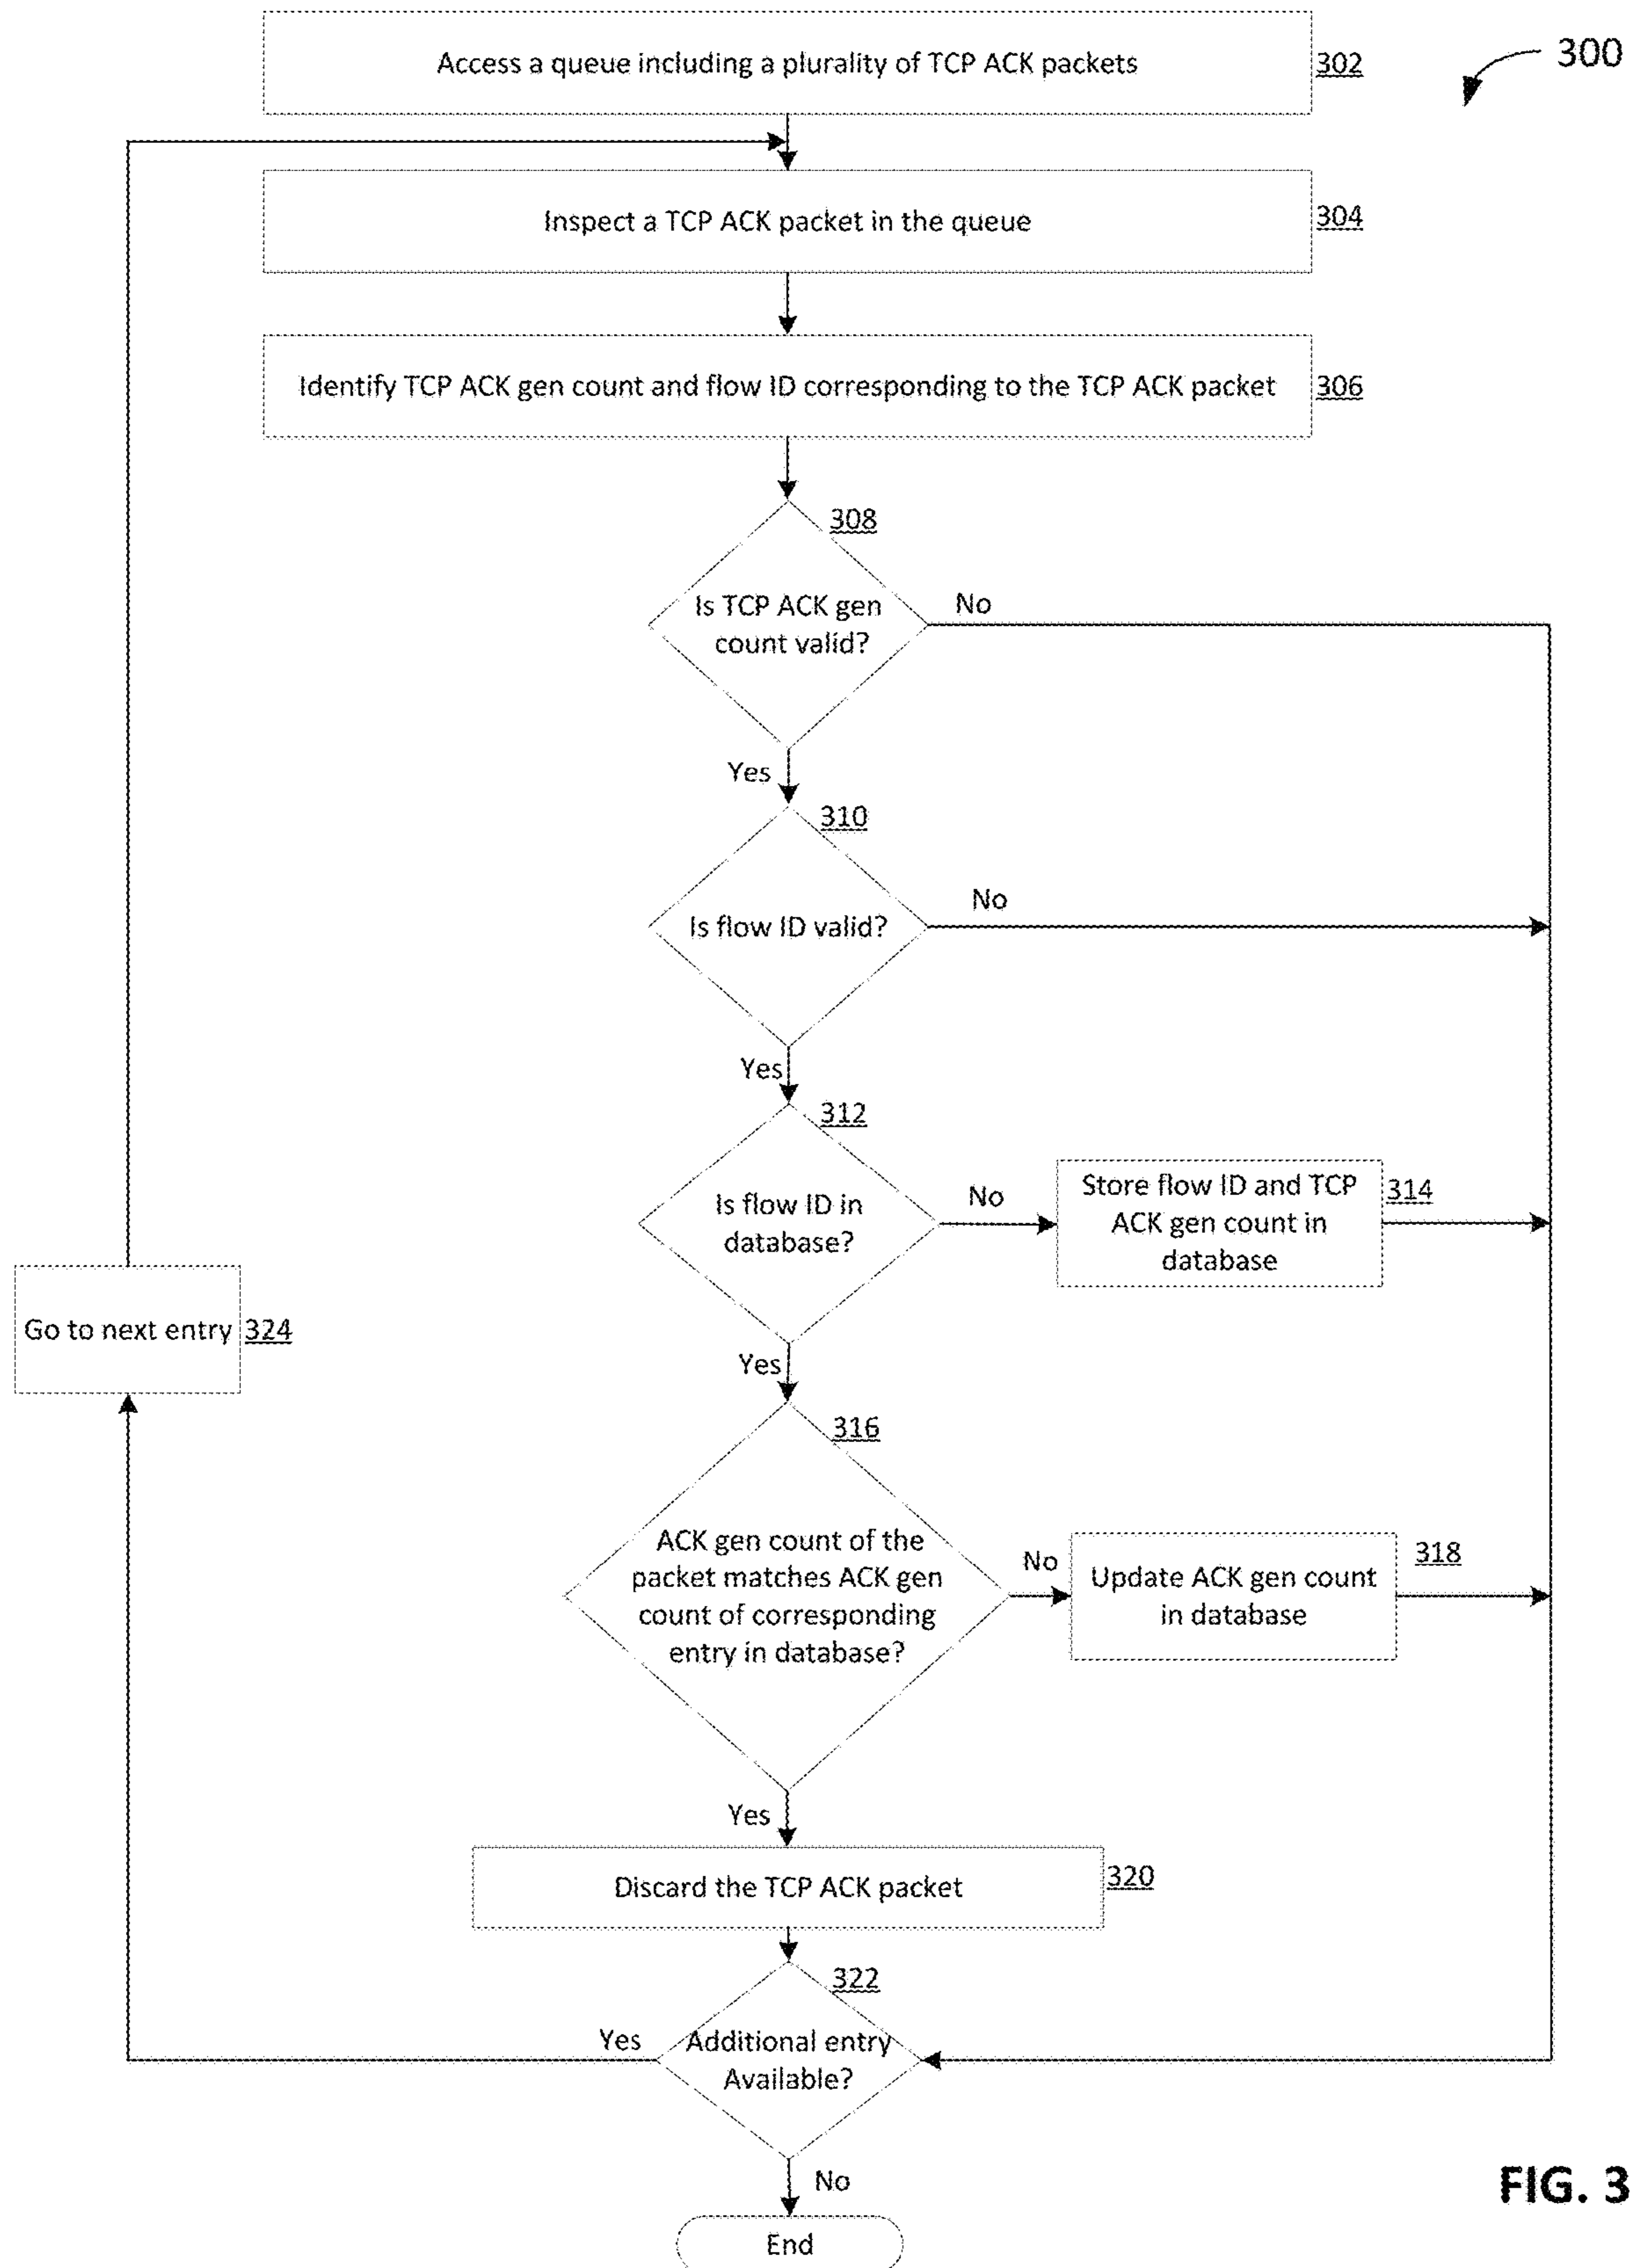 Access a queue including a plurality of TCP ACK packets
302
300
Inspect a TCP ACK packet in the queue
304
Identify TCP ACK gen count and flow ID corresponding to the TCP ACK packet
306
308
Is TCP ACK gen
count valid?
No
Yes
310
Is flow ID valid?
No
Yes
312
Is flow ID in
database?
No
Store flow ID and TCP
ACK gen count in
database
314
Go to next entry
324
Yes
316
ACK gen count of the
packet matches ACK gen
count of corresponding
entry in database?
No
Update ACK gen count
in database
318
Yes
Discard the TCP ACK packet
320
322
Additional entry
Available?
Yes
No
End
FIG. 3